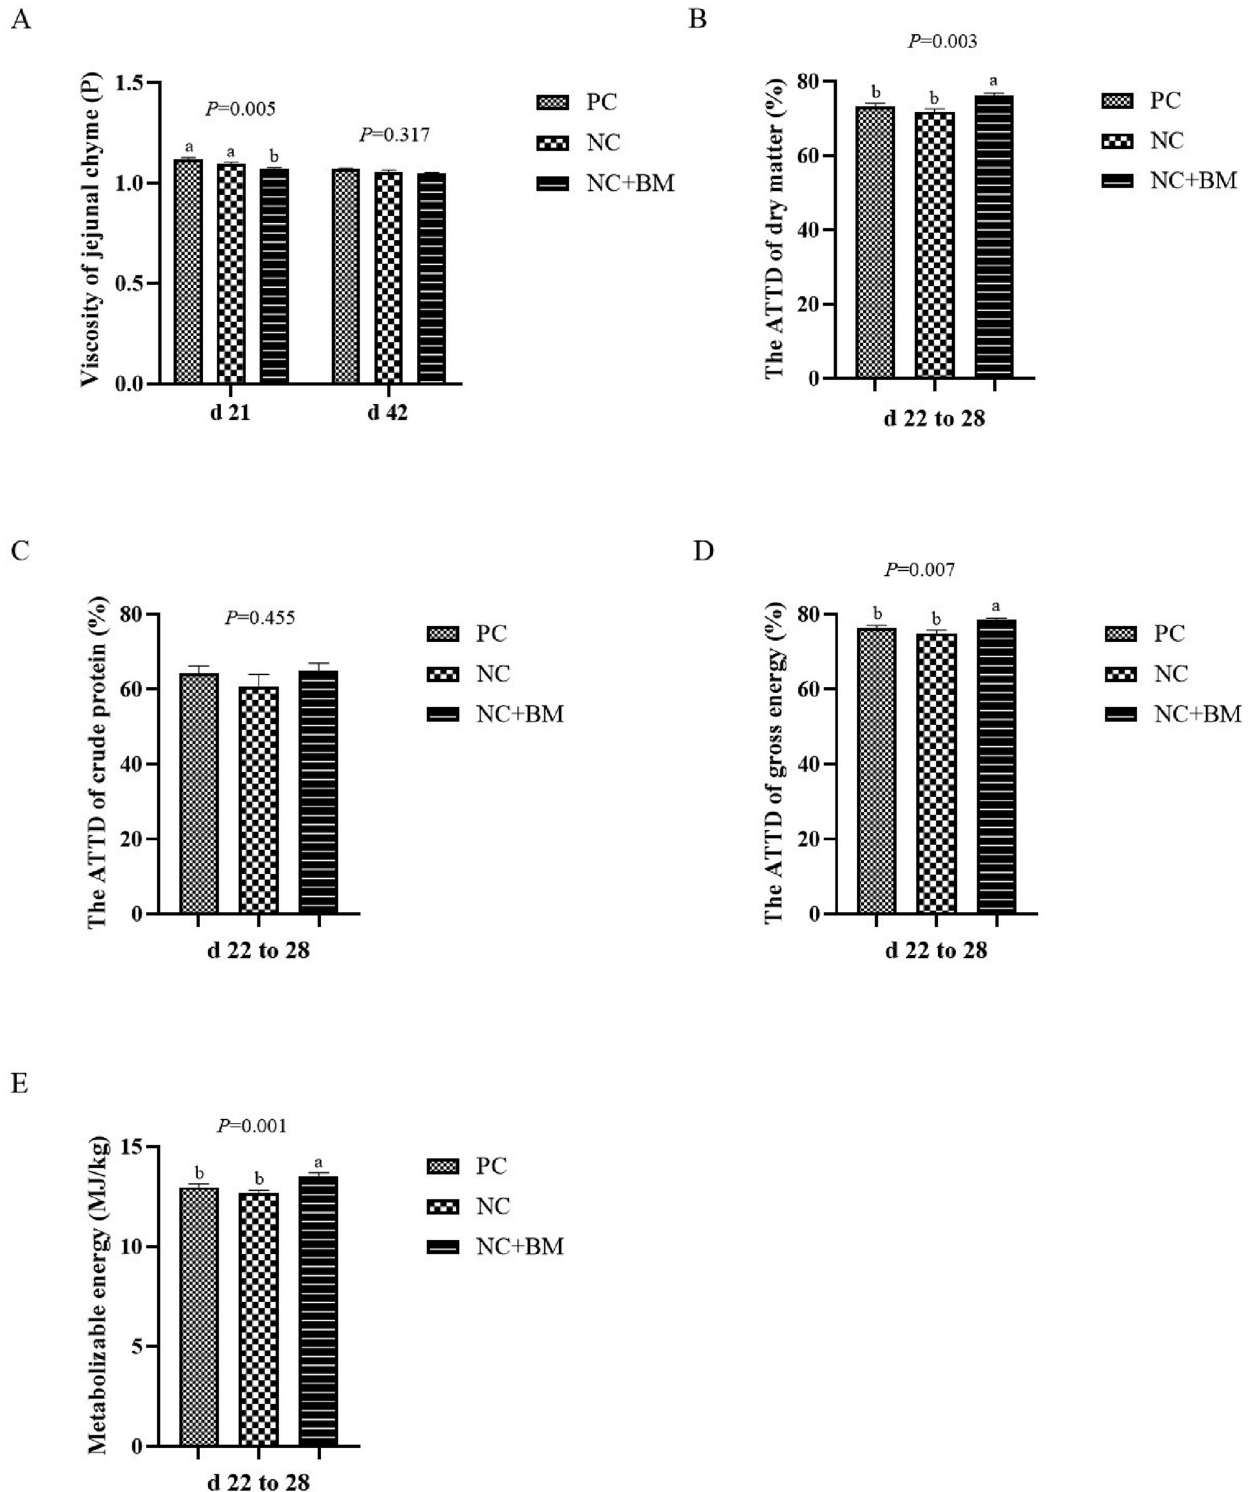 A
Viscosity of jejunal chyme (P)
1.5
1.0
0.5
0.0
P=0.005
a
a
b
P=0.317
d 21
d 42
PC
NC
NC+BM
B
The ATTD of dry matter (%)
80
60
40
20
0
P=0.003
b
b
a
d 22 to 28
PC
NC
NC+BM
C
The ATTD of crude protein (%)
80
60
40
20
0
P=0.455
d 22 to 28
PC
NC
NC+BM
D
The ATTD of gross energy (%)
80
60
40
20
0
P=0.007
b
b
a
d 22 to 28
PC
NC
NC+BM
E
Metabolizable energy (MJ/kg)
15
10
5
0
P=0.001
b
b
a
d 22 to 28
PC
NC
NC+BM